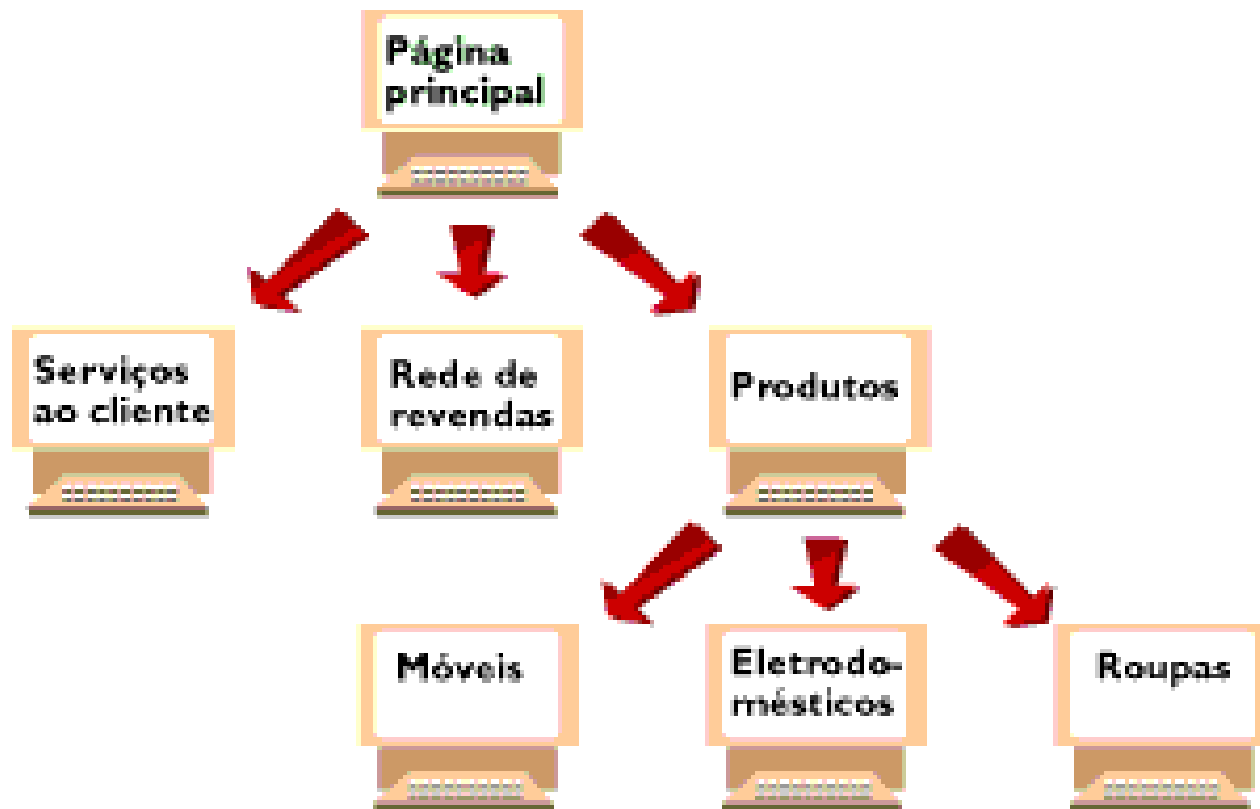 Página
principal
Serviços
ao cliente
Rede de
revendas
Produtos
Móveis
Eletrodo-
mésticos
Roupas